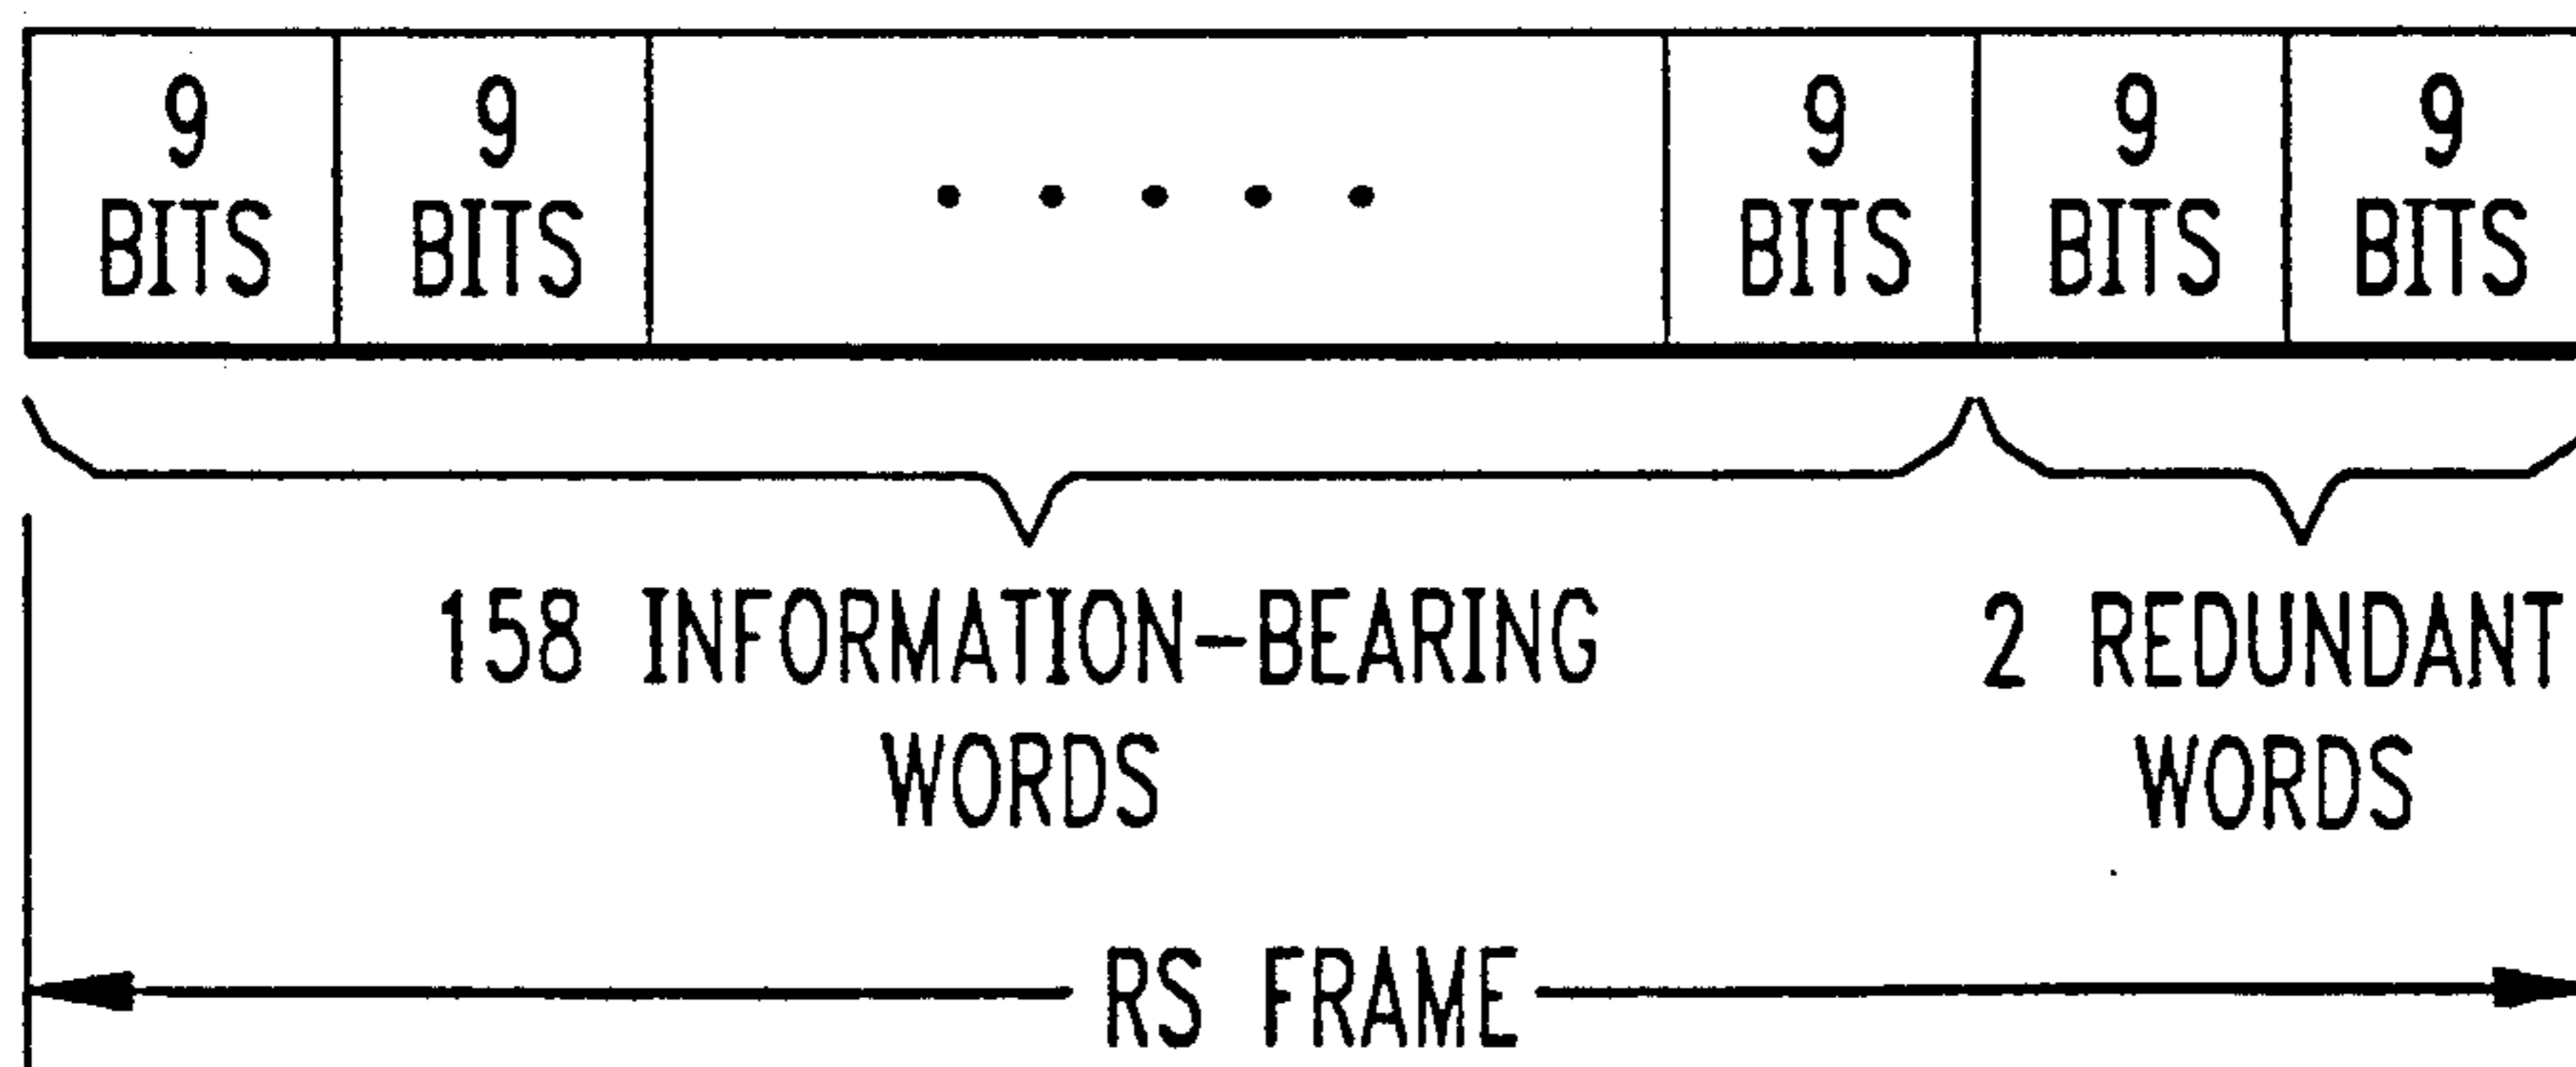 9 9 9 9 9
BITS BITS BITS BITS BITS
158 INFORMATION-BEARING 2 REDUNDANT
WORDS WORDS
RS FRAME